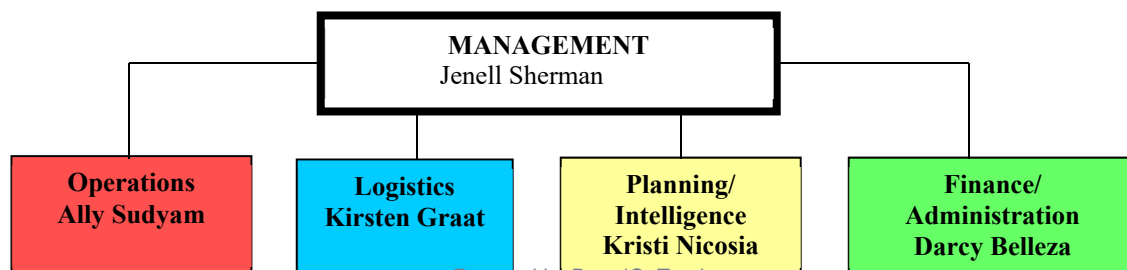 MANAGEMENT
Jenell Sherman
Operations
Ally Sudyam
Logistics
Kirsten Graat
Planning/
Intelligence
Kristi Nicosia
Finance/
Administration
Darcy Belleza